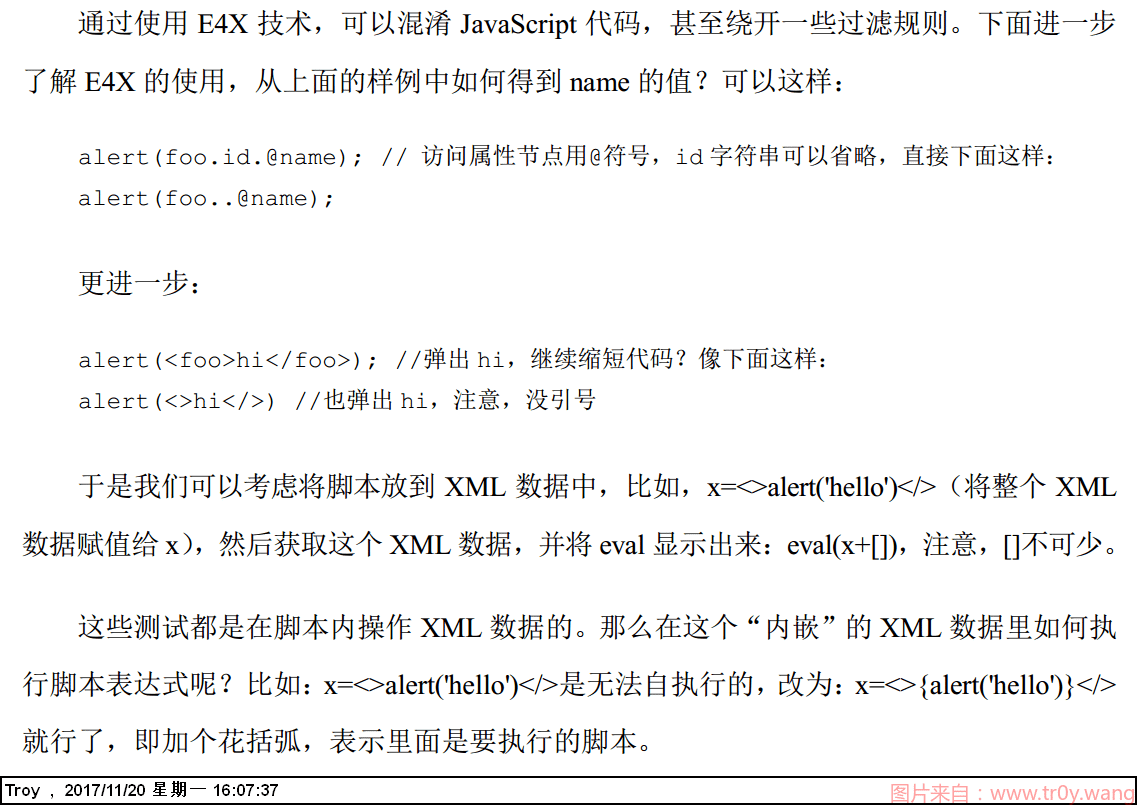 通过使用 E4X 技术，可以混淆 JavaScript 代码，甚至绕开一些过滤规则。下面进一步
了解 E4X 的使用，从上面的样例中如何得到 name 的值？可以这样：
alert(foo.id.@name); // 访问属性节点用@符号，id 字符串可以省略，直接下面这样：
alert(foo..@name);
更进一步：
alert(<foo>hi</foo>); //弹出 hi，继续缩短代码？像下面这样：
alert(<>hi</>) //也弹出 hi，注意，没引号
于是我们可以考虑将脚本放到 XML 数据中，比如，x=<>alert('hello')</>（将整个 XML
数据赋值给 x），然后获取这个 XML 数据，并将 eval 显示出来：eval(x+[])，注意，[]不可少。
这些测试都是在脚本内操作 XML 数据的。那么在这个“内嵌”的 XML 数据里如何执
行脚本表达式呢？比如：x=<>alert('hello')</>是无法自执行的，改为：x=<>{alert('hello')}</>
就行了，即加个花括弧，表示里面是要执行的脚本。
Troy , 2017/11/20 星期一 16:07:37
图片来自：www.tr0y.wang